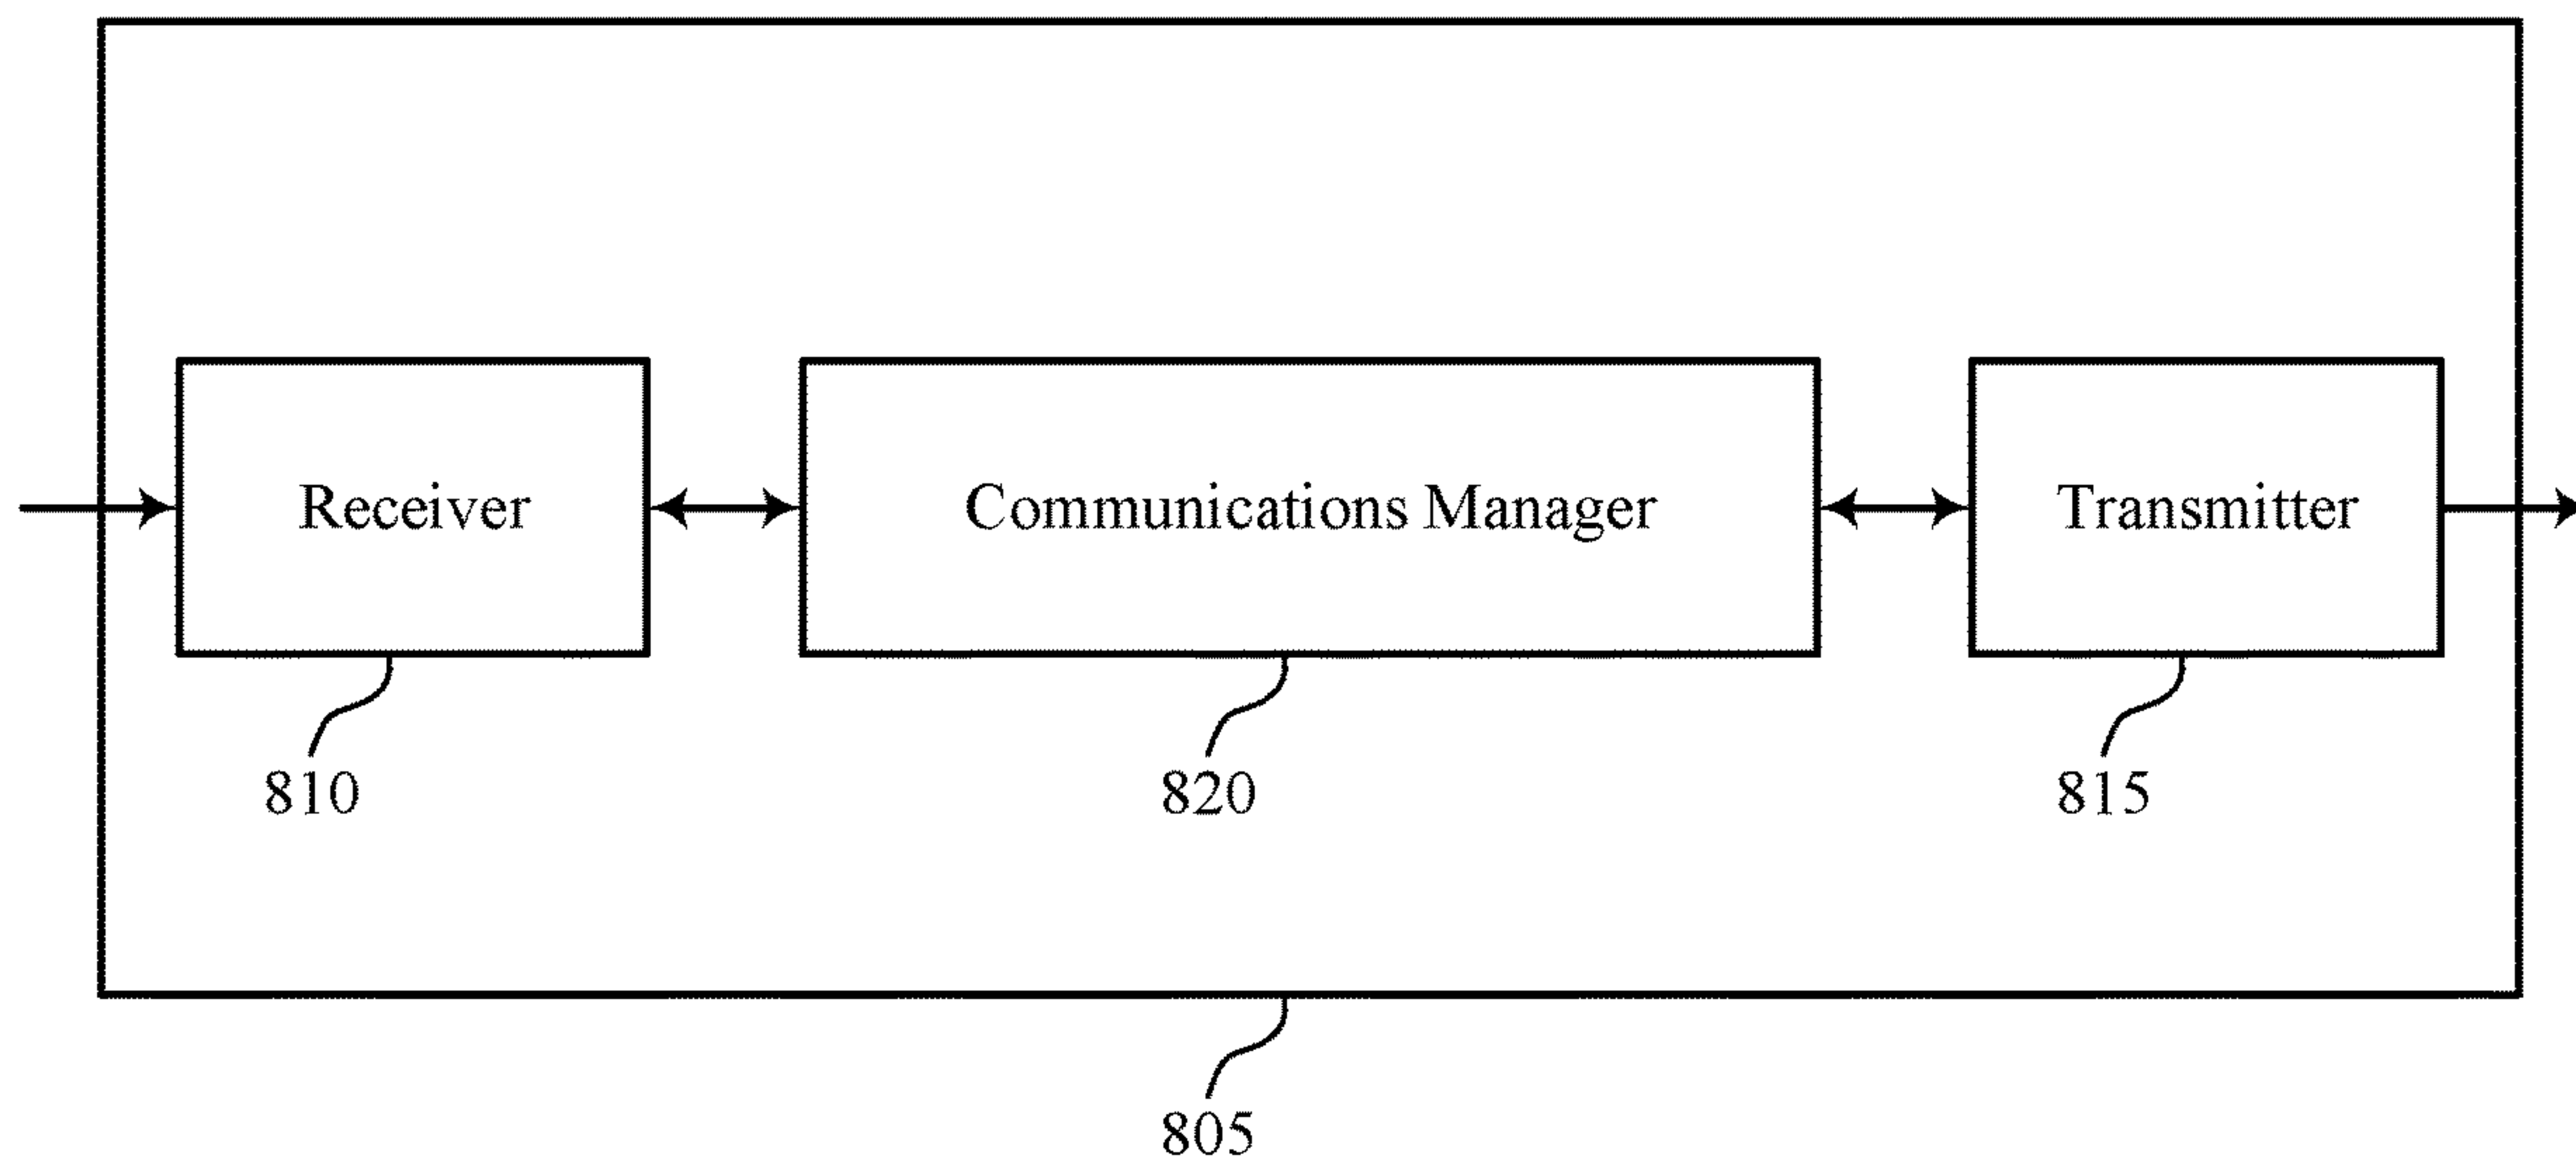 Receiver
Communications Manager
Transmitter
810
820
815
805